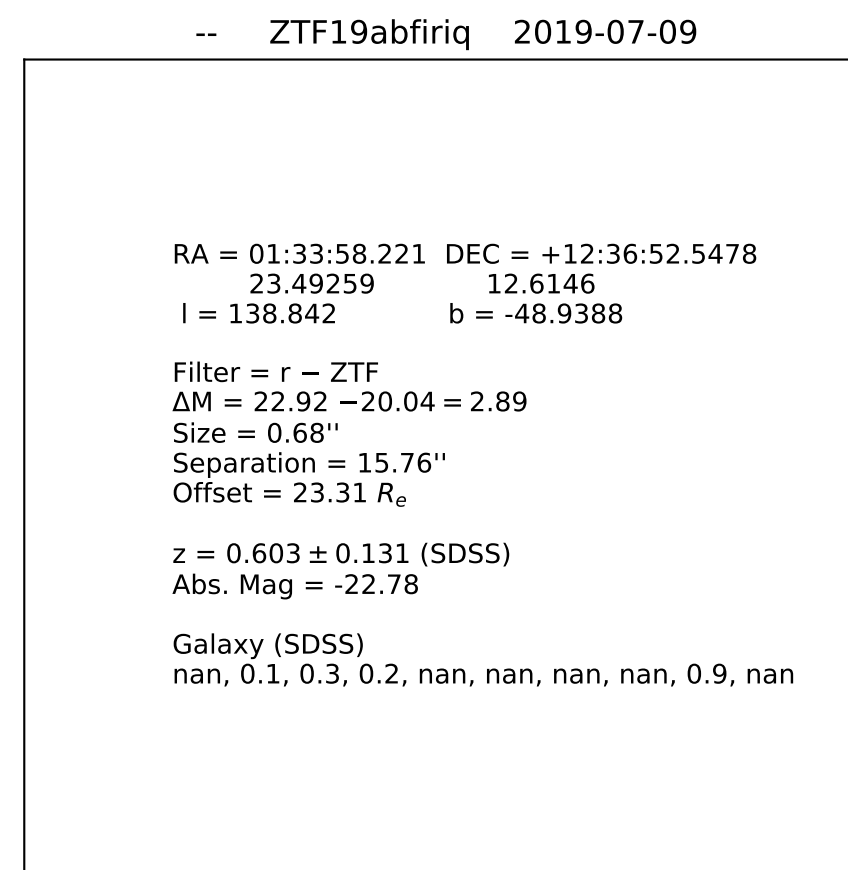 -- ZTF19abfiriq 2019-07-09
RA = 01:33:58.221 DEC = +12:36:52.5478
23.49259 12.6146
l = 138.842 b = -48.9388
Filter = r − ZTF
ΔM = 22.92 −20.04 = 2.89
Size = 0.68''
Separation = 15.76''
Offset = 23.31 Rₑ
z = 0.603 ± 0.131 (SDSS)
Abs. Mag = -22.78
Galaxy (SDSS)
nan, 0.1, 0.3, 0.2, nan, nan, nan, nan, 0.9, nan